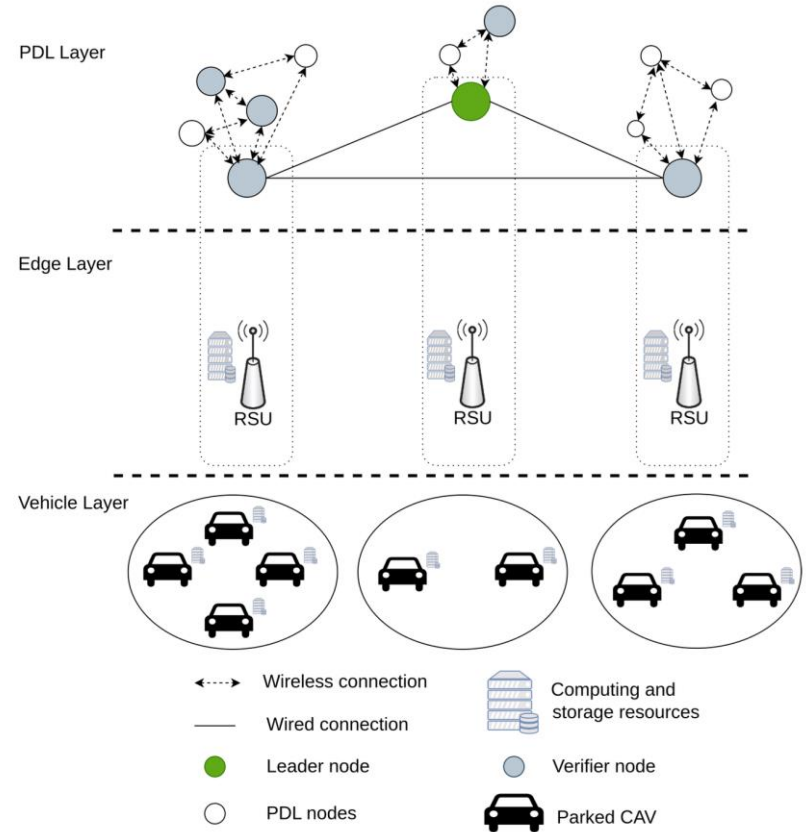 PDL Layer
Edge Layer
RSU
RSU
RSU
Vehicle Layer
Wireless connection
Computing and
storage resources
Wired connection
Leader node
Verifier node
PDL nodes
Parked CAV